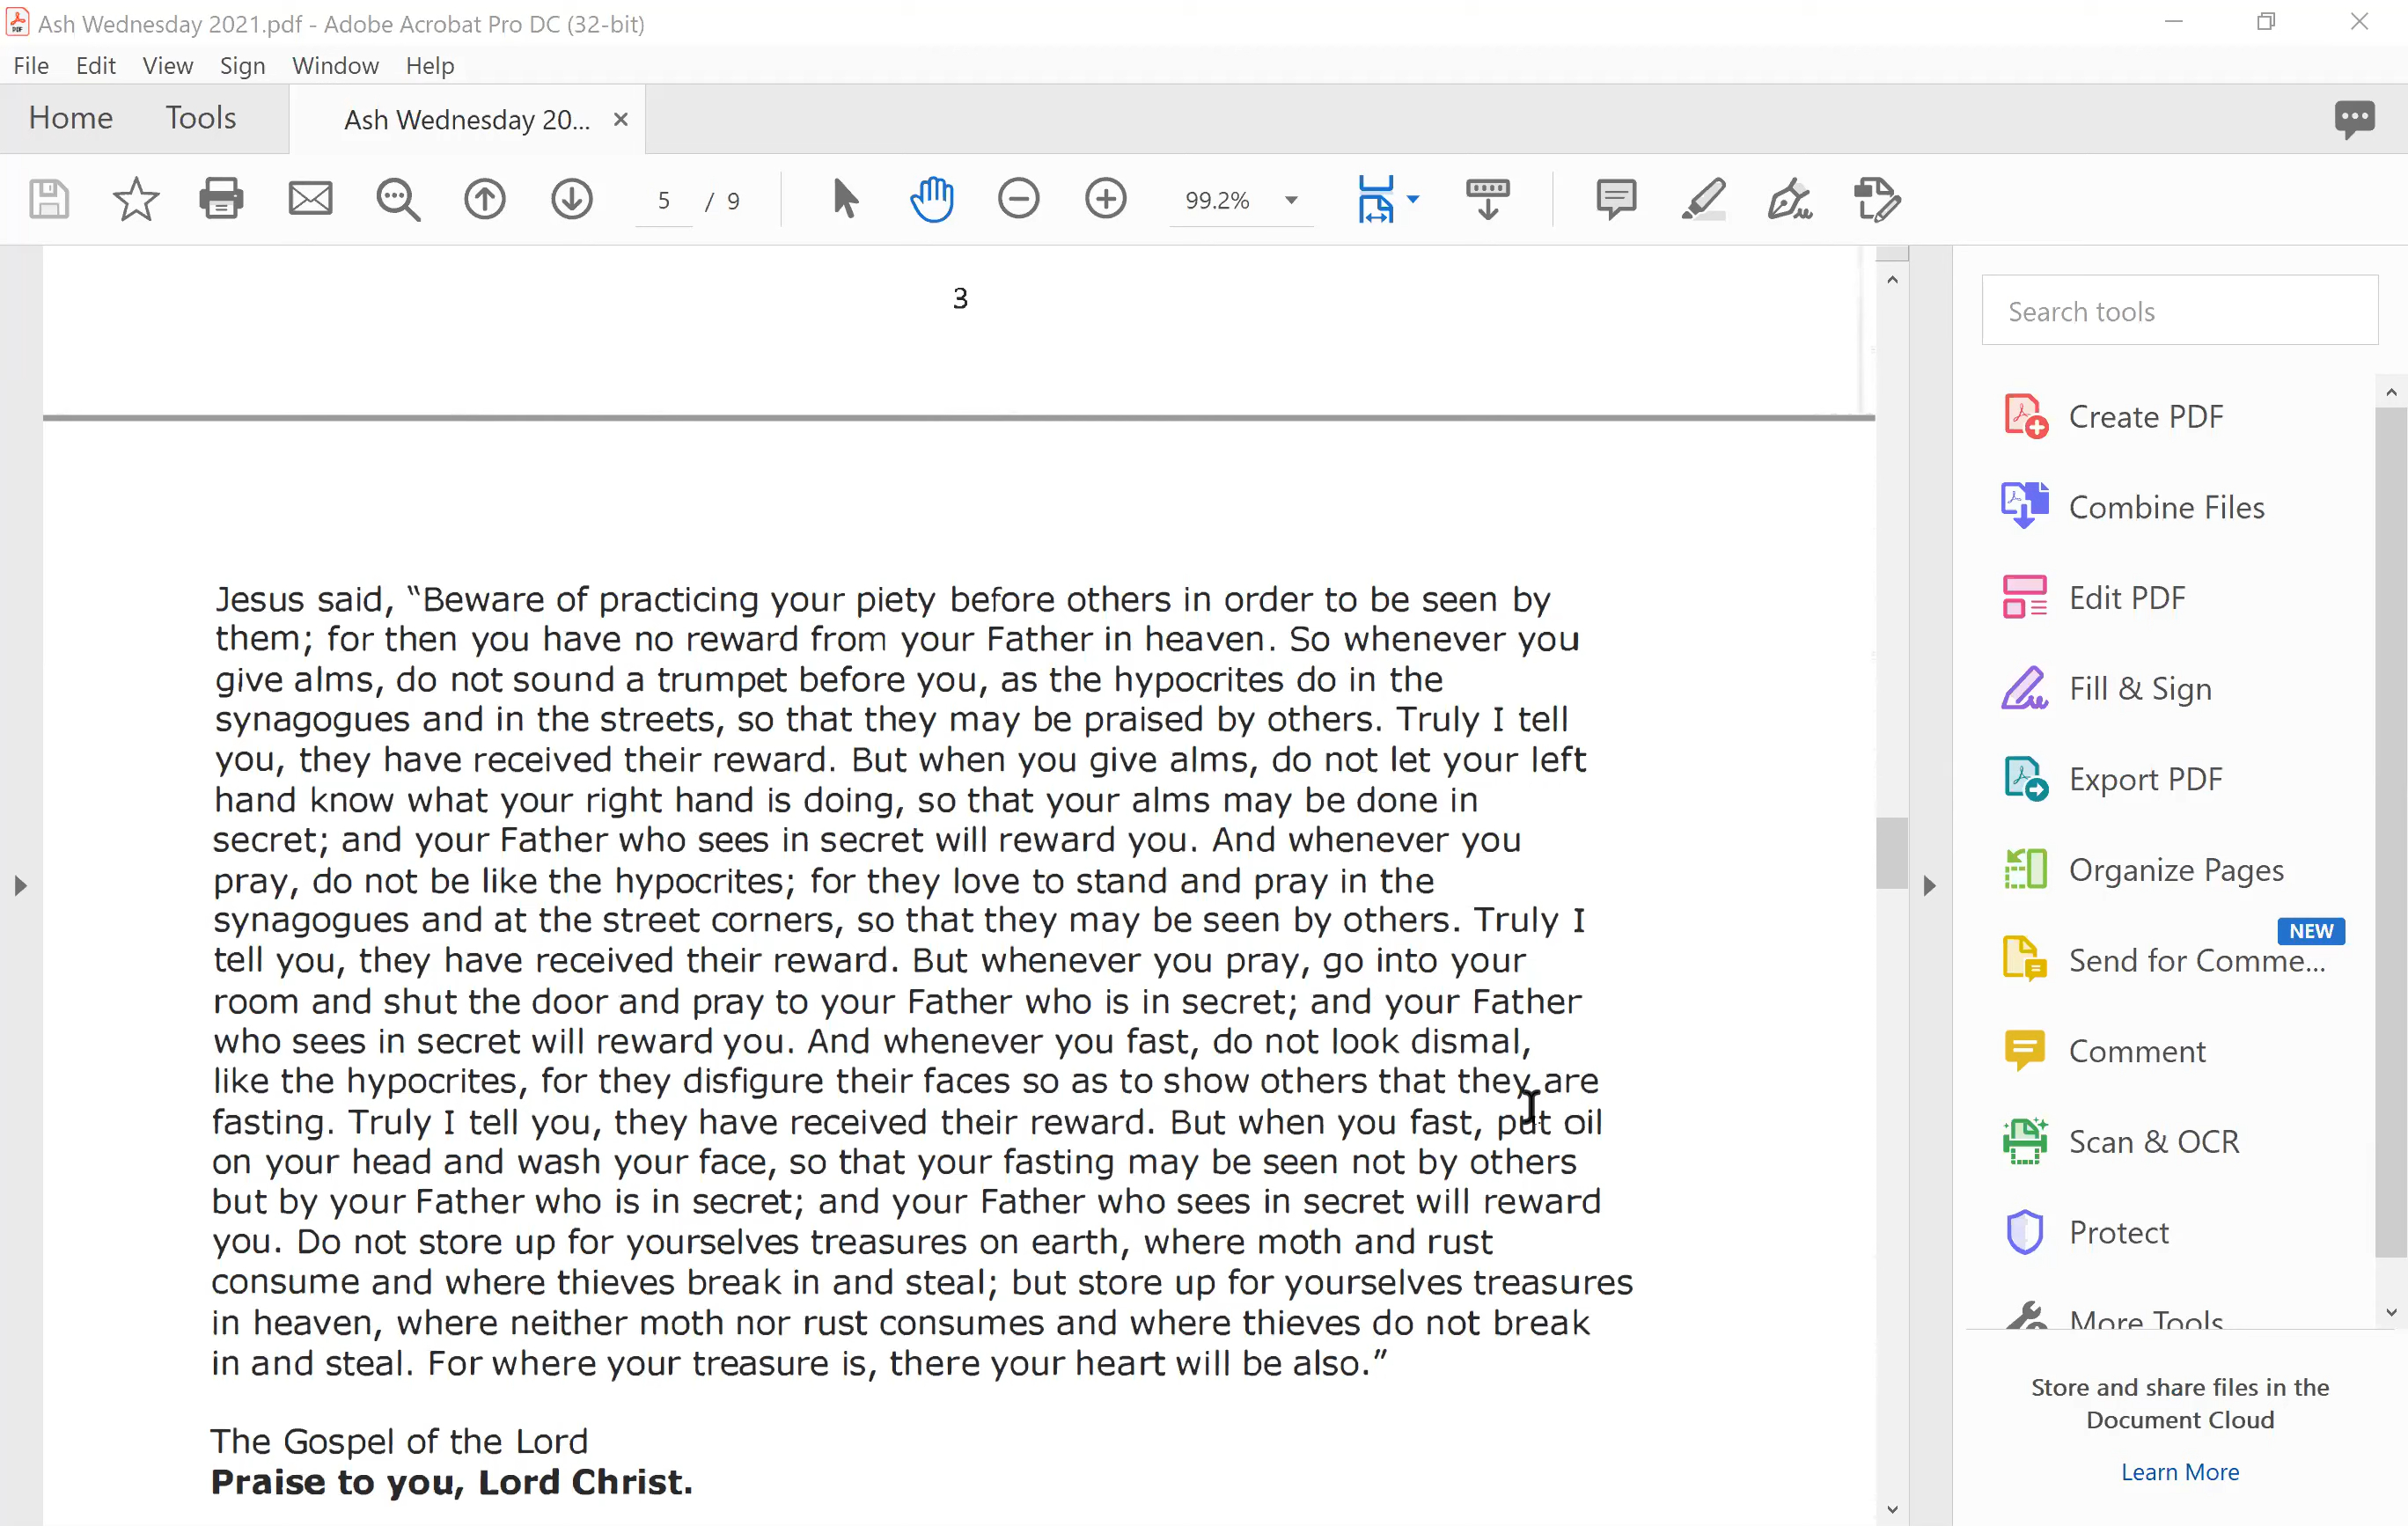 Ash Wednesday 2021.pdf - Adobe Acrobat Pro DC (32-bit)
File Edit View Sign Window Help
Home Tools Ash Wednesday 20...
5 / 9 99.2%
3
Jesus said, “Beware of practicing your piety before others in order to be seen by
them; for then you have no reward from your Father in heaven. So whenever you
give alms, do not sound a trumpet before you, as the hypocrites do in the
synagogues and in the streets, so that they may be praised by others. Truly I tell
you, they have received their reward. But when you give alms, do not let your left
hand know what your right hand is doing, so that your alms may be done in
secret; and your Father who sees in secret will reward you. And whenever you
pray, do not be like the hypocrites; for they love to stand and pray in the
synagogues and at the street corners, so that they may be seen by others. Truly I
tell you, they have received their reward. But whenever you pray, go into your
room and shut the door and pray to your Father who is in secret; and your Father
who sees in secret will reward you. And whenever you fast, do not look dismal,
like the hypocrites, for they disfigure their faces so as to show others that they are
fasting. Truly I tell you, they have received their reward. But when you fast, put oil
on your head and wash your face, so that your fasting may be seen not by others
but by your Father who is in secret; and your Father who sees in secret will reward
you. Do not store up for yourselves treasures on earth, where moth and rust
consume and where thieves break in and steal; but store up for yourselves treasures
in heaven, where neither moth nor rust consumes and where thieves do not break
in and steal. For where your treasure is, there your heart will be also.”
The Gospel of the Lord
Praise to you, Lord Christ.
Search tools
Create PDF
Combine Files
Edit PDF
Fill & Sign
Export PDF
Organize Pages
NEW
Send for Comme...
Comment
Scan & OCR
Protect
More Tools
Store and share files in the
Document Cloud
Learn More